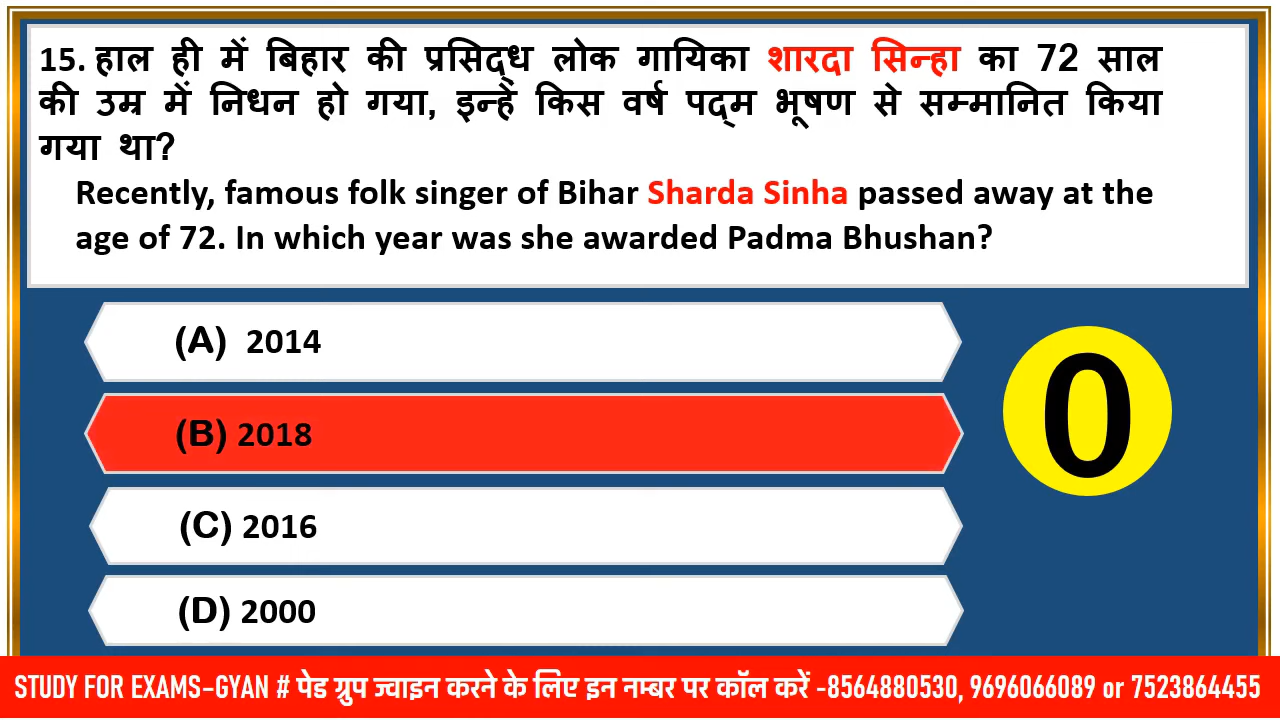 15. हाल ही में बिहार की प्रसिद्ध लोक गायिका शारदा सिन्हा का 72 साल
की उम्र में निधन हो गया, इन्हें किस वर्ष पद्म भूषण से सम्मानित किया
गया था?
Recently, famous folk singer of Bihar Sharda Sinha passed away at the
age of 72. In which year was she awarded Padma Bhushan?
(A) 2014
(B) 2018
(C) 2016
(D) 2000
0
STUDY FOR EXAMS-GYAN # पेड ग्रुप ज्वाइन करने के लिए इन नम्बर पर कॉल करें -8564880530, 9696066089 or 7523864455